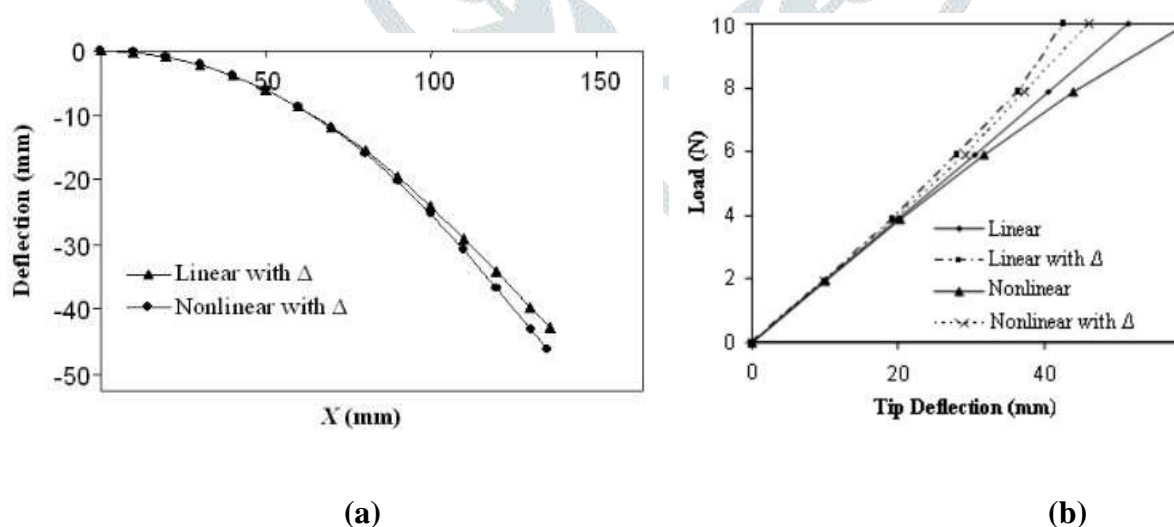 0
50
100
150
-10
-20
-30
-40
-50
Deflection (mm)
Linear with Δ
Nonlinear with Δ
X (mm)
(a)
10
8
6
4
2
0
Load (N)
Linear
Linear with Δ
Nonlinear
Nonlinear with Δ
0
20
40
Tip Deflection (mm)
(b)